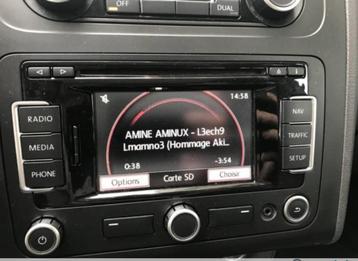 OFF
DUAL
14:58
RADIO
MEDIA
PHONE
AMINE AMINUX - L3ech9
Lmamno3 (Hommage Aki...
0:38
-3:54
Options
Carte SD
Choisir
NAV
TRAFFIC
SETUP